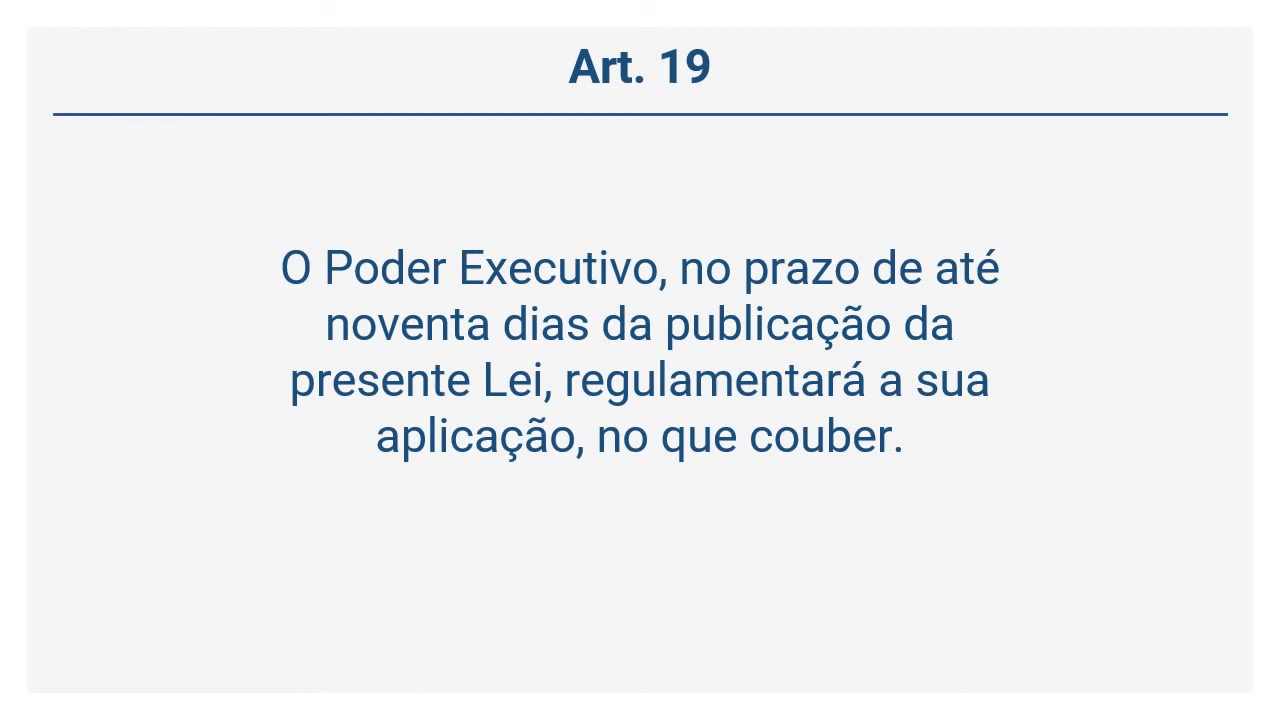 Art. 19
O Poder Executivo, no prazo de até
noventa dias da publicação da
presente Lei, regulamentará a sua
aplicação, no que couber.